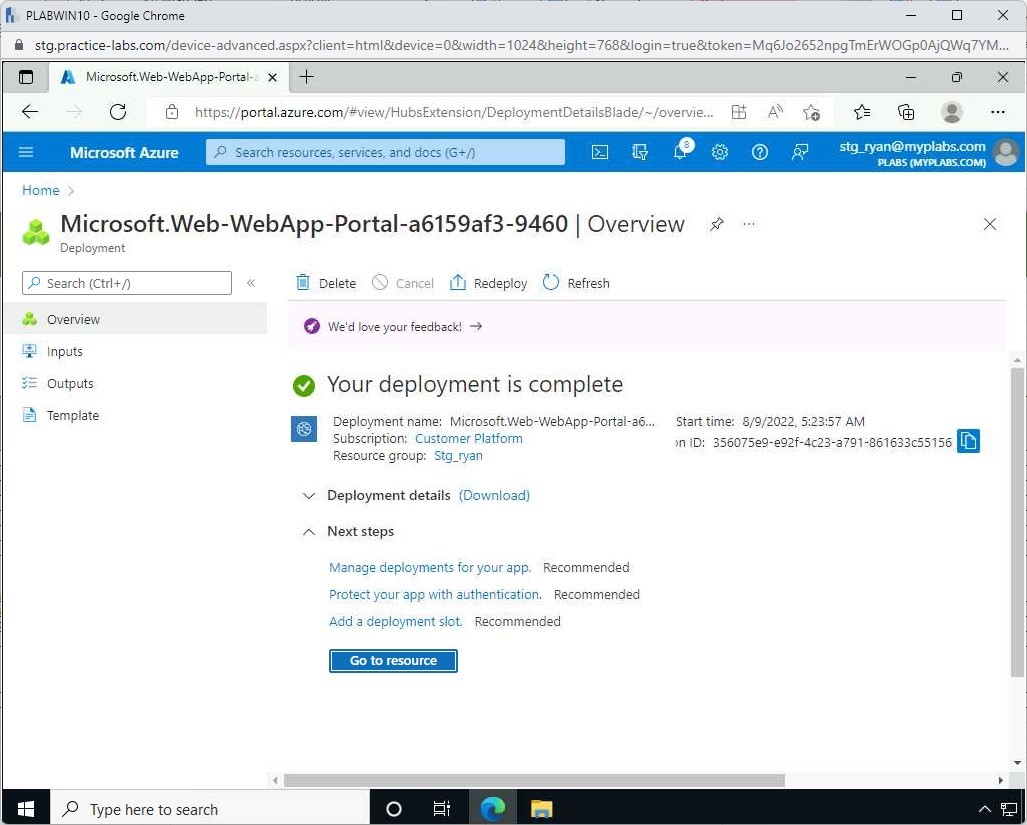 PLABWIN10 - Google Chrome
stg.practice-labs.com/device-advanced.aspx?client=html&device=0&width=1024&height=768&login=true&token=Mq6Jo2652npgTmErWOGp0AjQWq7YM...
Microsoft.Web-WebApp-Portal-a
https://portal.azure.com/#view/HubsExtension/DeploymentDetailsBlade/~/overvie...
Microsoft Azure
Search resources, services, and docs (G+/)
8
stg_ryan@myplabs.com
PLABS (MYPLABS.COM)
Home
Microsoft.Web-WebApp-Portal-a6159af3-9460 | Overview
Deployment
Search (Ctrl+/)
Delete Cancel Redeploy Refresh
Overview
Inputs
Outputs
Template
We'd love your feedback!
Your deployment is complete
Deployment name: Microsoft.Web-WebApp-Portal-a6... Start time: 8/9/2022, 5:23:57 AM
Subscription: Customer Platform
on ID: 356075e9-e92f-4c23-a791-861633c55156
Resource group: Stg_ryan
Deployment details (Download)
Next steps
Manage deployments for your app. Recommended
Protect your app with authentication. Recommended
Add a deployment slot. Recommended
Go to resource
Type here to search